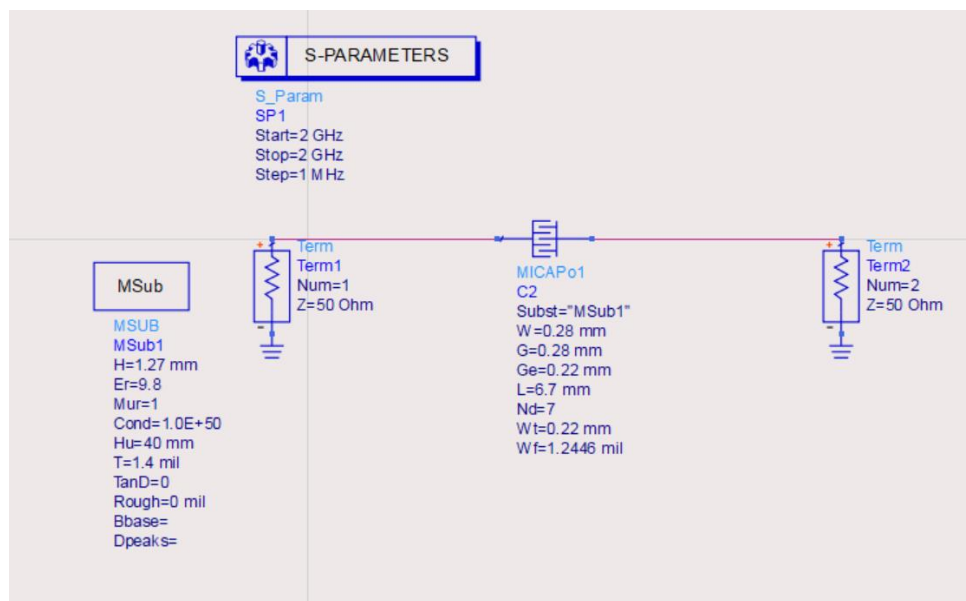 S-PARAMETERS
S_Param
SP1
Start=2 GHz
Stop=2 GHz
Step=1 MHz
+
Term
Term1
Num=1
Z=50 Ohm
-
MSub
MSUB
MSub1
H=1.27 mm
Er=9.8
Mur=1
Cond=1.0E+50
Hu=40 mm
T=1.4 mil
TanD=0
Rough=0 mil
Bbase=
Dpeaks=
MICAPo1
C2
Subst="MSub1"
W=0.28 mm
G=0.28 mm
Ge=0.22 mm
L=6.7 mm
Nd=7
Wt=0.22 mm
Wf=1.2446 mil
+
Term
Term2
Num=2
Z=50 Ohm
-